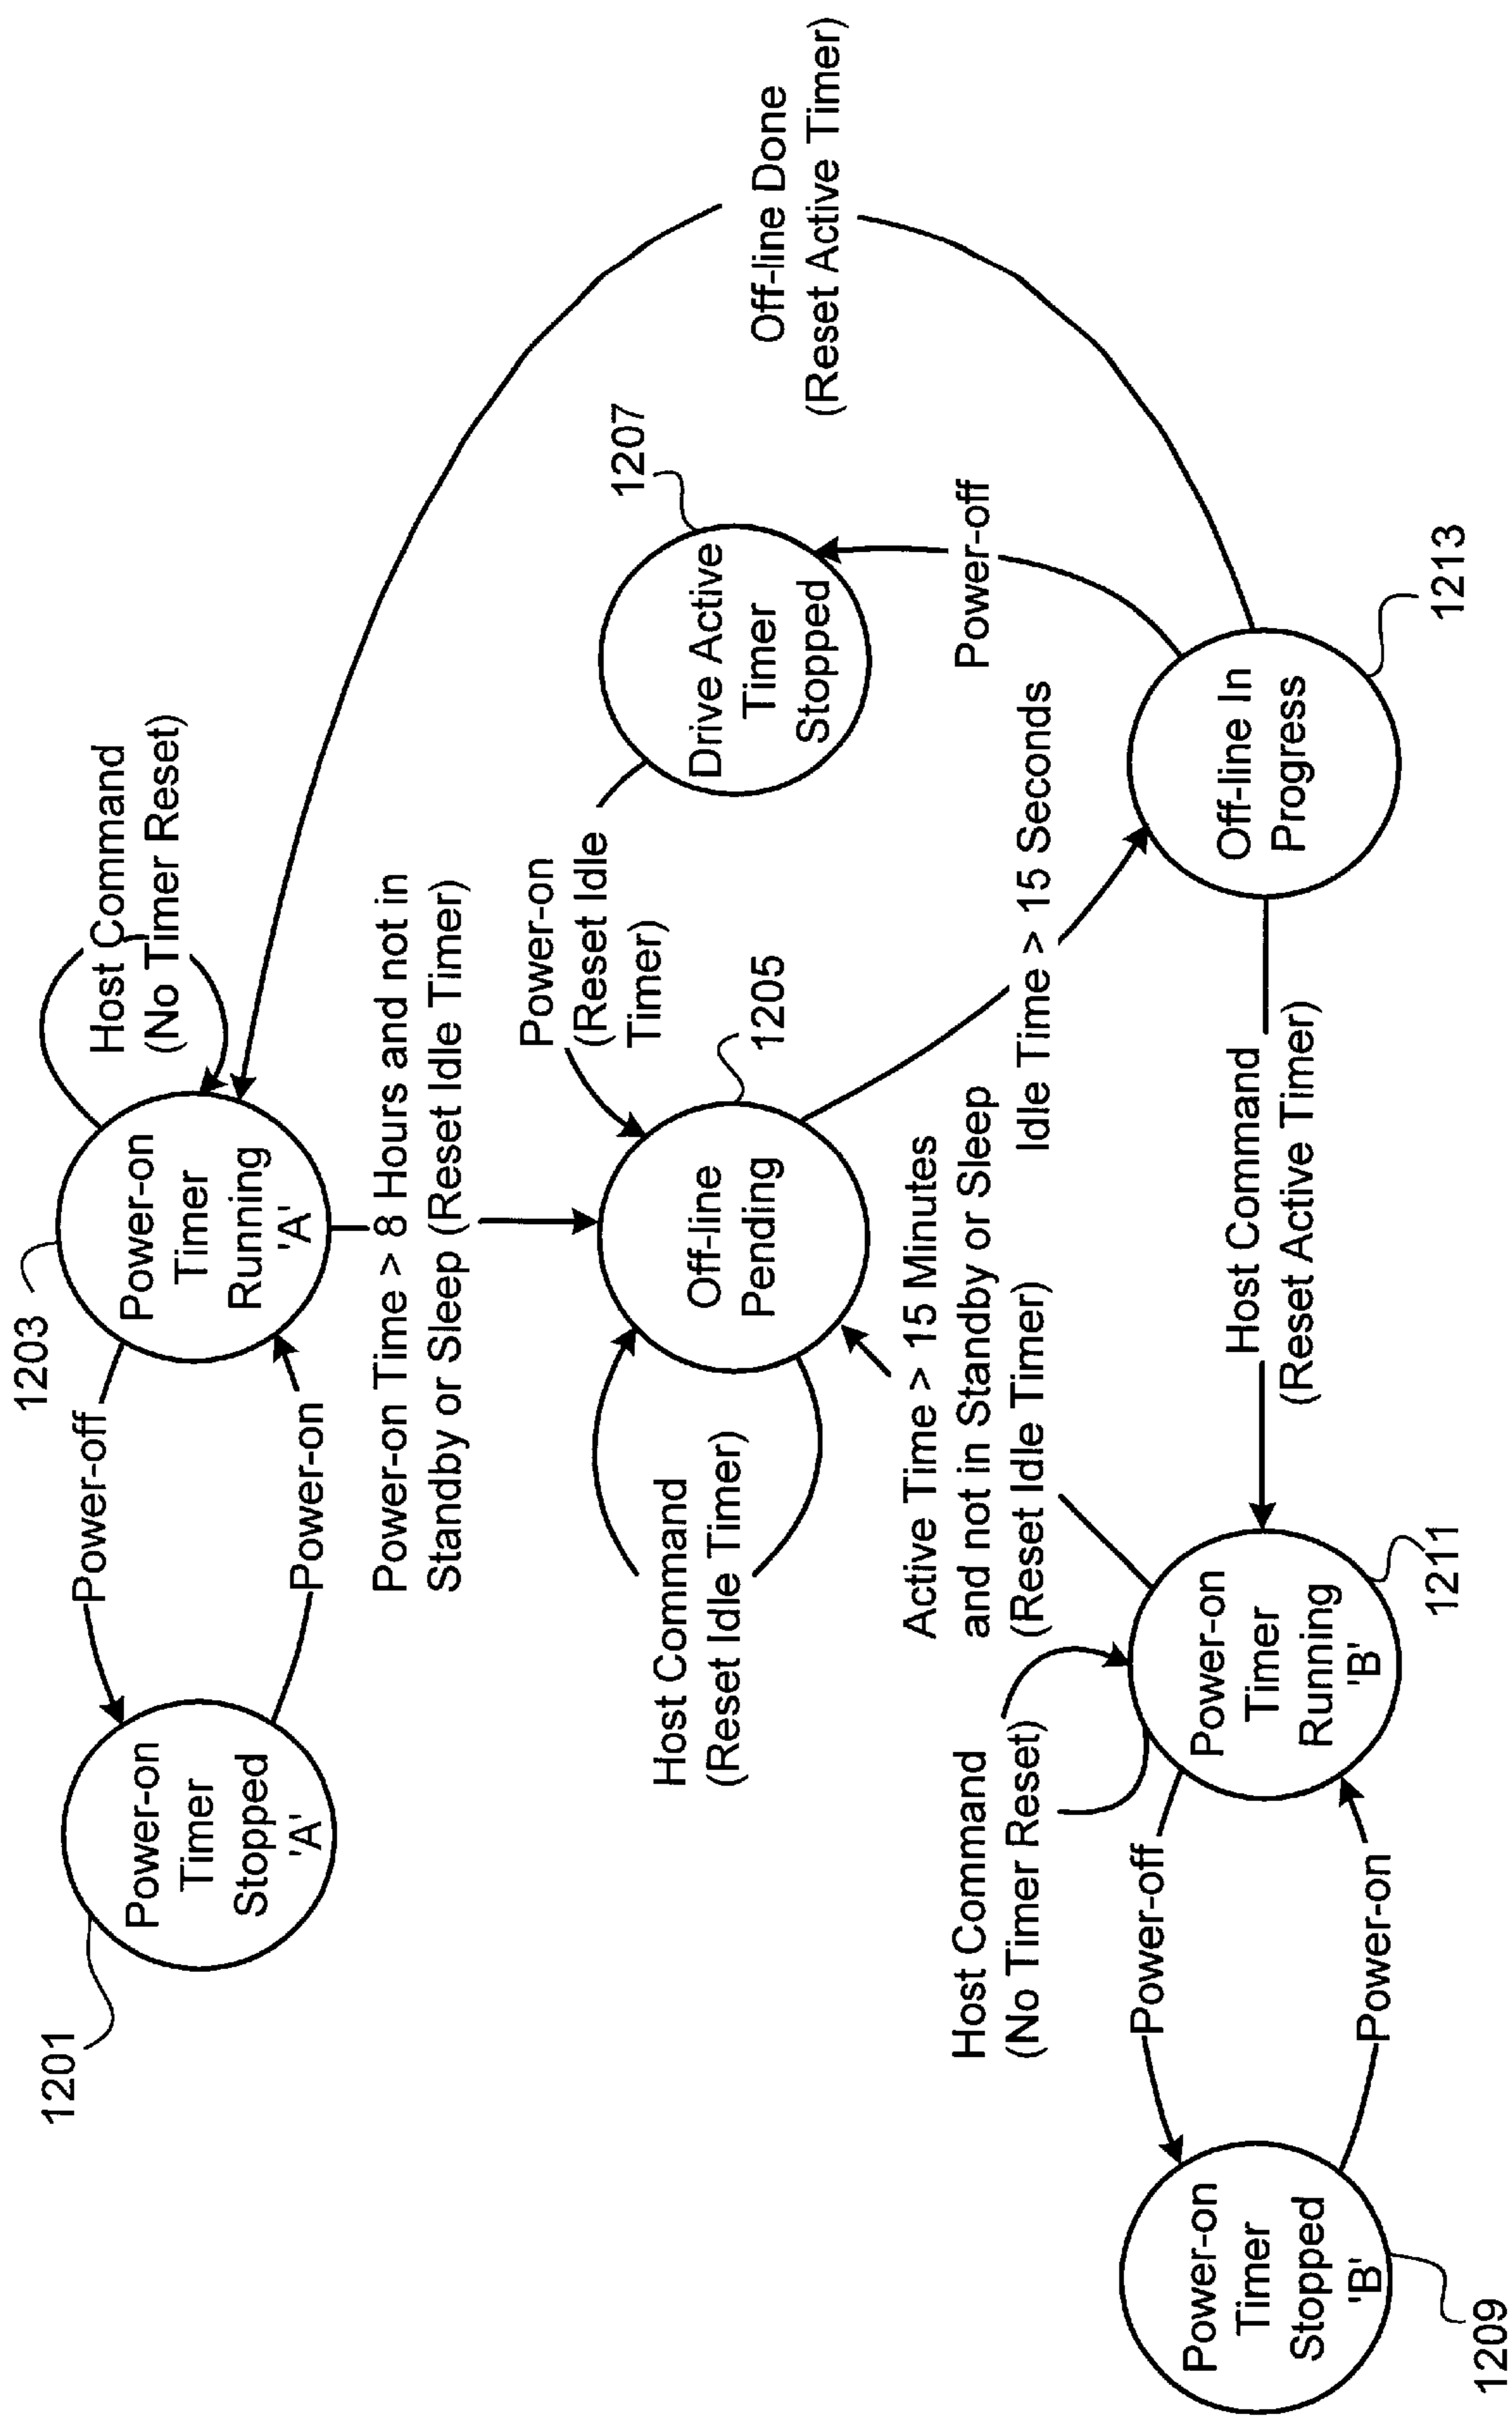 1201
Power-on
Timer
Stopped
'A'
Power-off
Power-on
1203
Power-on
Timer
Running
'A'
Host Command
(No Timer Reset)
Power-on Time > 8 Hours and not in
Standby or Sleep (Reset Idle Timer)
Host Command
(Reset Idle Timer)
Off-line
Pending
1205
Power-on
(Reset Idle
Timer)
Drive Active
Timer
Stopped
1207
Off-line Done
(Reset Active Timer)
Active Time > 15 Minutes
and not in Standby or Sleep
(Reset Idle Timer)
Idle Time > 15 Seconds
Power-off
Host Command
(No Timer Reset)
Power-off
Power-on
Power-on
Timer
Stopped
'B'
1209
Power-on
Timer
Running
'B'
1211
Host Command
(Reset Active Timer)
Off-line In
Progress
1213